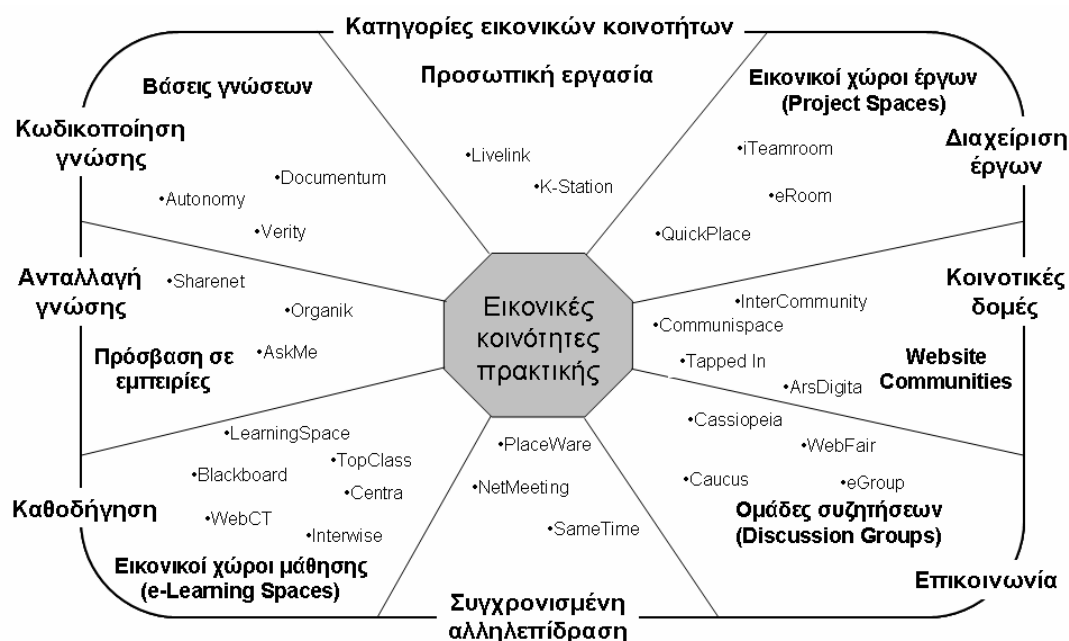 Κατηγορίες εικονικών κοινοτήτων
Προσωπική εργασία
•Livelink
•K-Station
Εικονικοί χώροι έργων
(Project Spaces)
•iTeamroom
•eRoom
•QuickPlace
Διαχείριση
έργων
Κοινοτικές
δομές
•InterCommunity
•Communispace
•Tapped In
•ArsDigita
Website
Communities
•Cassiopeia
•WebFair
•Caucus
•eGroup
Ομάδες συζητήσεων
(Discussion Groups)
Επικοινωνία
•PlaceWare
•NetMeeting
•SameTime
Συγχρονισμένη
αλληλεπίδραση
•LearningSpace
•TopClass
•Blackboard
•Centra
•WebCT
•Interwise
Εικονικοί χώροι μάθησης
(e-Learning Spaces)
Καθοδήγηση
Ανταλλαγή
γνώσης
•Sharenet
•Organik
•AskMe
Πρόσβαση σε
εμπειρίες
Βάσεις γνώσεων
Κωδικοποίηση
γνώσης
•Documentum
•Autonomy
•Verity
Εικονικές
κοινότητες
πρακτικής